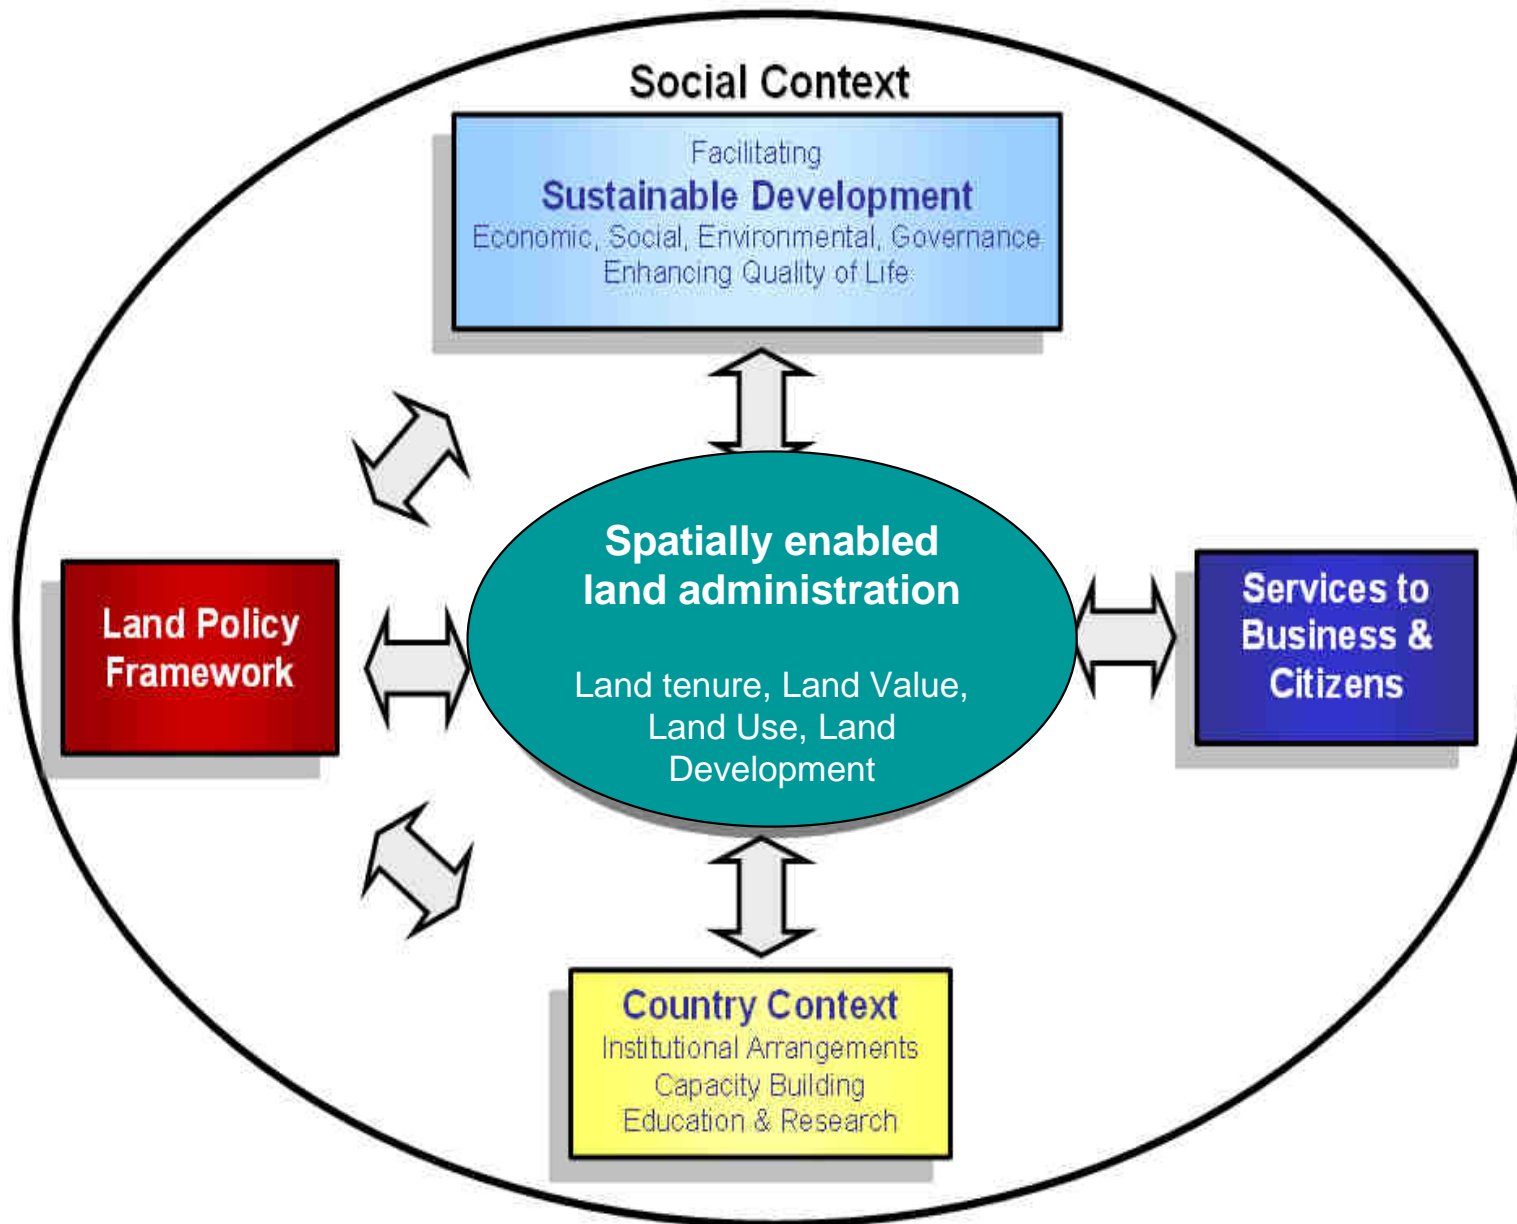 Social Context
Facilitating
Sustainable Development
Economic, Social, Environmental, Governance
Enhancing Quality of Life
Spatially enabled
land administration
Land tenure, Land Value,
Land Use, Land
Development
Land Policy
Framework
Services to
Business &
Citizens
Country Context
Institutional Arrangements
Capacity Building
Education & Research